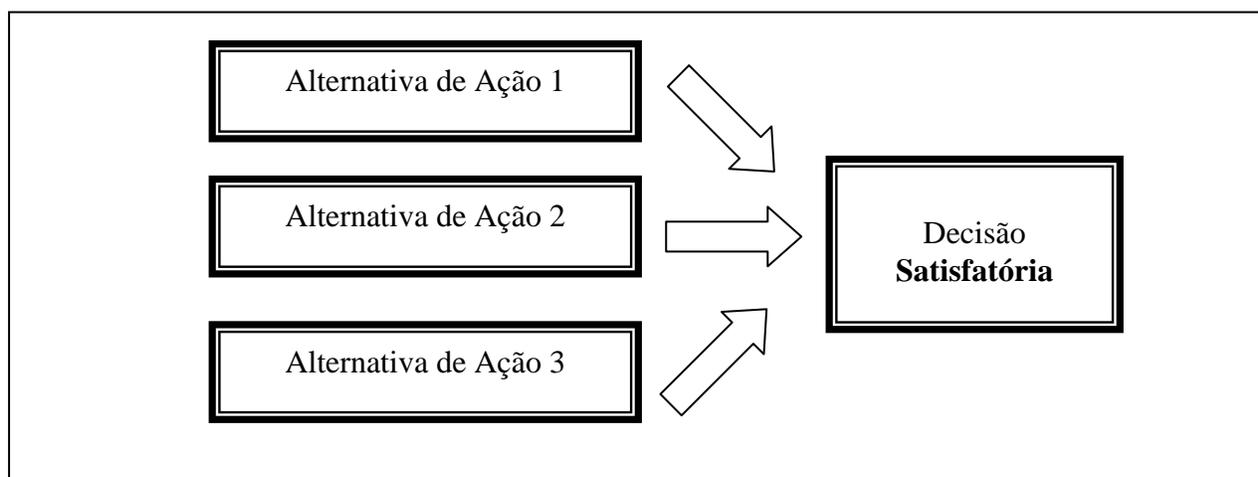 Alternativa de Ação 1
Alternativa de Ação 2
Alternativa de Ação 3
Decisão
Satisfatória